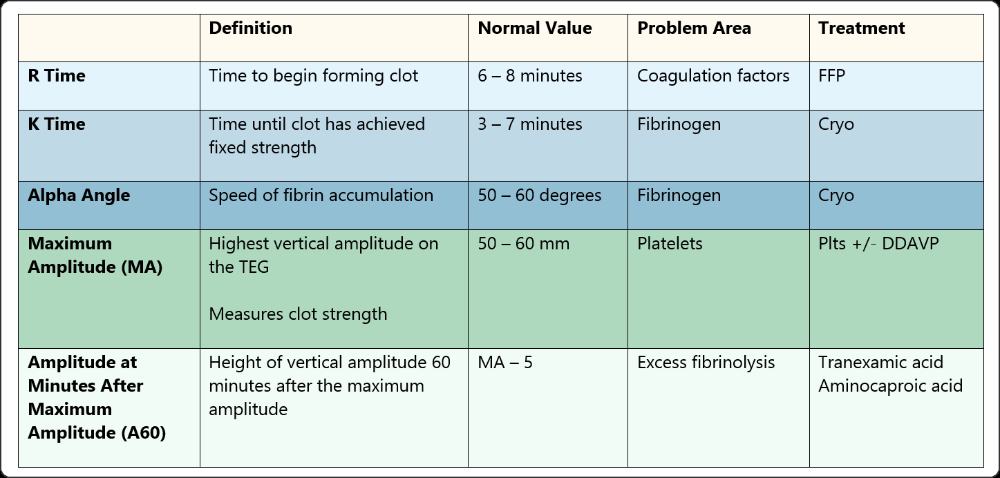 Definition
Normal Value
Problem Area
Treatment
R Time
Time to begin forming clot
6 – 8 minutes
Coagulation factors
FFP
K Time
Time until clot has achieved
fixed strength
3 – 7 minutes
Fibrinogen
Cryo
Alpha Angle
Speed of fibrin accumulation
50 – 60 degrees
Fibrinogen
Cryo
Maximum
Amplitude (MA)
Highest vertical amplitude on
the TEG
Measures clot strength
50 – 60 mm
Platelets
Plts +/- DDAVP
Amplitude at
Minutes After
Maximum
Amplitude (A60)
Height of vertical amplitude 60
minutes after the maximum
amplitude
MA – 5
Excess fibrinolysis
Tranexamic acid
Aminocaproic acid